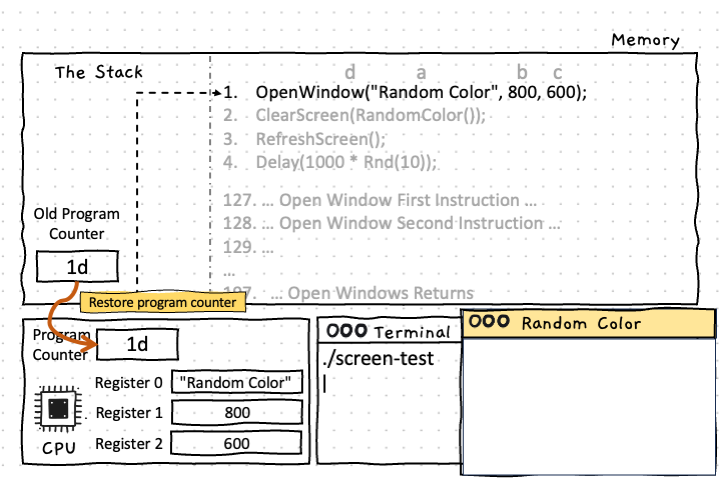 Memory
The Stack
d a b c
1. OpenWindow("Random Color", 800, 600);
2. ClearScreen(RandomColor());
3. RefreshScreen();
4. Delay(1000 * Rnd(10));
127. ... Open Window First Instruction ...
128. ... Open Window Second Instruction ...
129. ...
...
197. ...: Open Windows Returns
Old Program
Counter
1d
Restore program counter
Program
Counter
1d
Register 0 "Random Color"
Register 1 800
Register 2 600
CPU
Terminal
./screen-test
|
Random Color